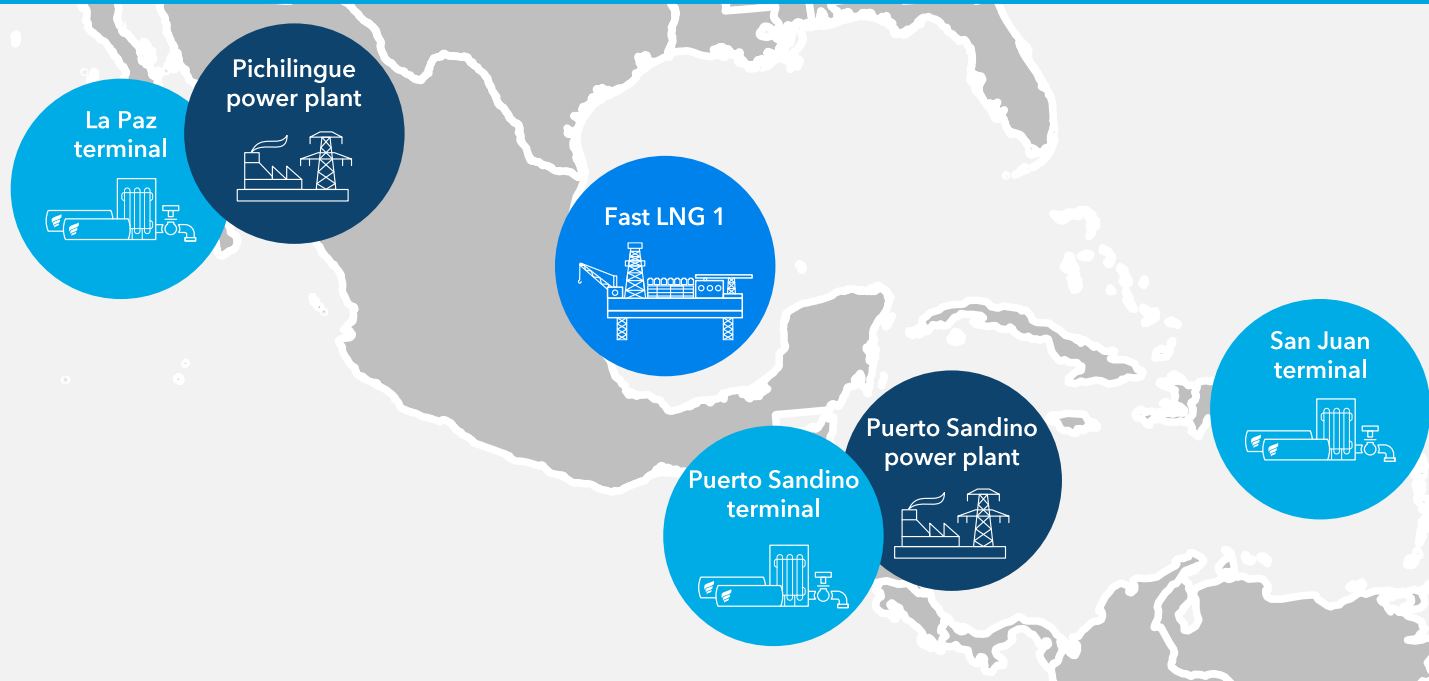 Pichilingue
power plant
La Paz
terminal
Fast LNG 1
San Juan
terminal
Puerto Sandino
power plant
Puerto Sandino
terminal